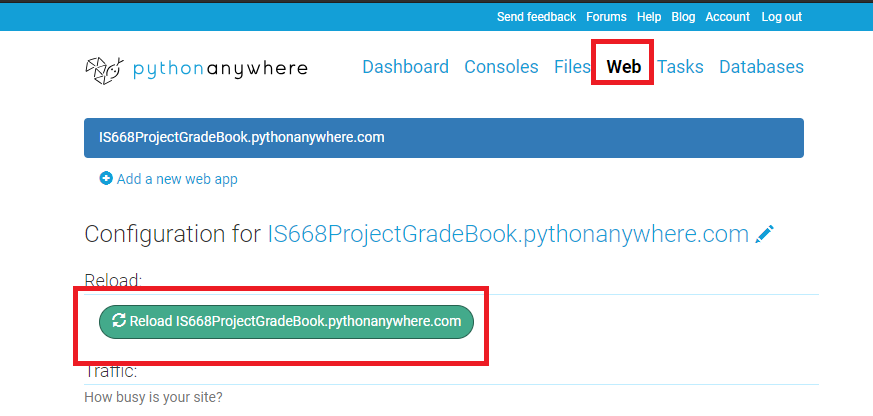 Send feedback Forums Help Blog Account Log out
pythonanywhere Dashboard Consoles Files Web Tasks Databases
IS668ProjectGradeBook.pythonanywhere.com
Add a new web app
Configuration for IS668ProjectGradeBook.pythonanywhere.com
Reload:
Reload IS668ProjectGradeBook.pythonanywhere.com
Traffic:
How busy is your site?